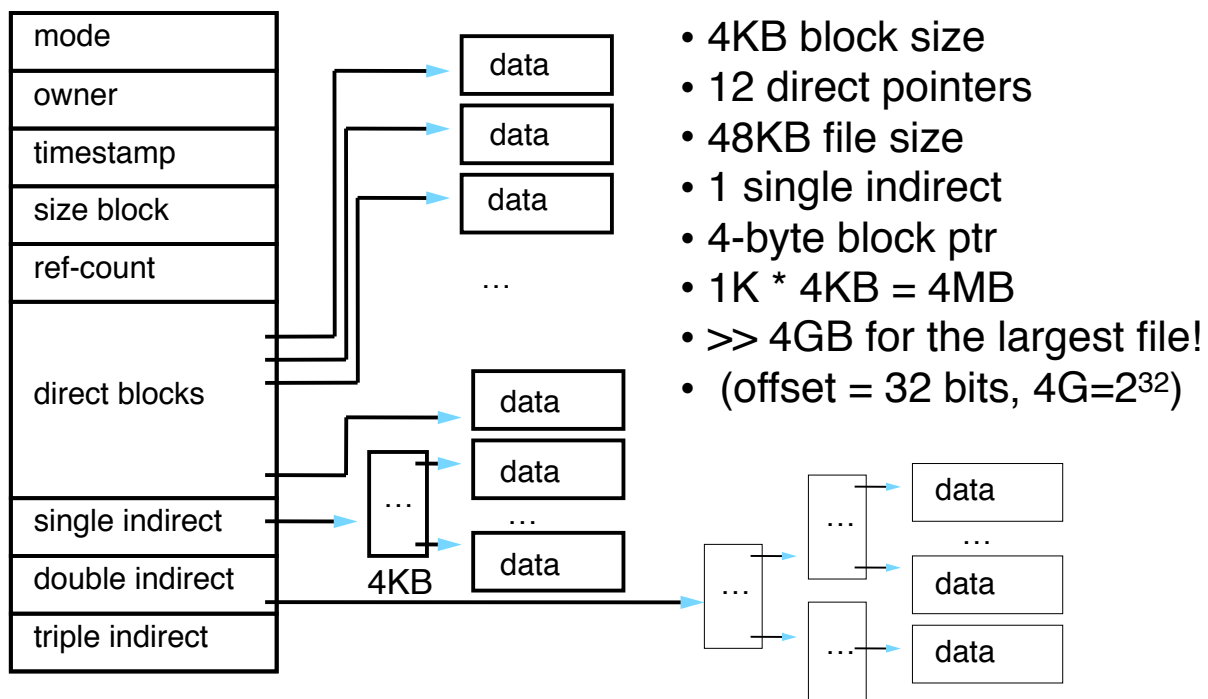 mode
owner
timestamp
size block
ref-count
direct blocks
single indirect
double indirect
triple indirect
data
data
data
...
data
...
data
...
data
4KB
...
...
data
...
data
...
data
• 4KB block size
• 12 direct pointers
• 48KB file size
• 1 single indirect
• 4-byte block ptr
• 1K * 4KB = 4MB
• >> 4GB for the largest file!
• (offset = 32 bits, 4G=2³²)